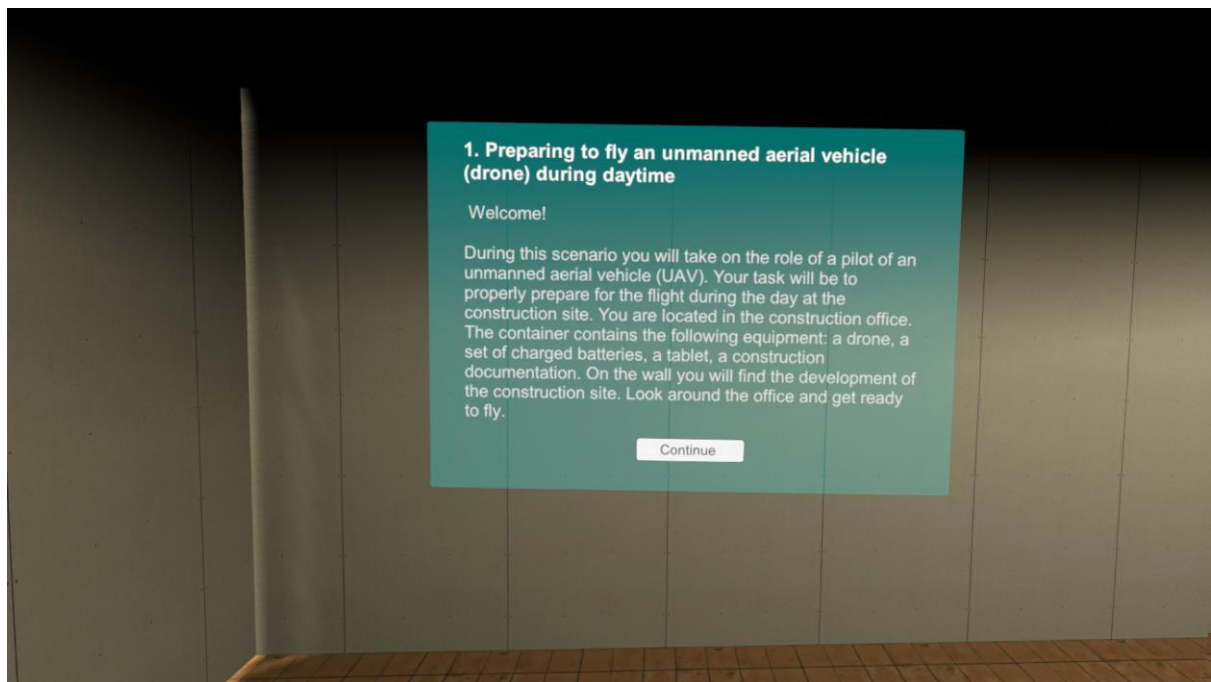 1. Preparing to fly an unmanned aerial vehicle
(drone) during daytime
Welcome!
During this scenario you will take on the role of a pilot of an
unmanned aerial vehicle (UAV). Your task will be to
properly prepare for the flight during the day at the
construction site. You are located in the construction office.
The container contains the following equipment: a drone, a
set of charged batteries, a tablet, a construction
documentation. On the wall you will find the development of
the construction site. Look around the office and get ready
to fly.
Continue